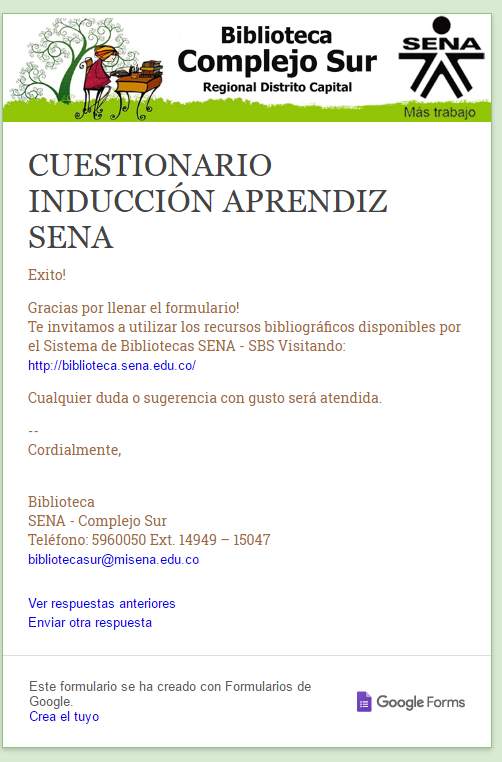 Biblioteca
Complejo Sur
Regional Distrito Capital
SENA
Más trabajo
CUESTIONARIO
INDUCCIÓN APRENDIZ
SENA
Exito!
Gracias por llenar el formulario!
Te invitamos a utilizar los recursos bibliográficos disponibles por
el Sistema de Bibliotecas SENA - SBS Visitando:
http://biblioteca.sena.edu.co/
Cualquier duda o sugerencia con gusto será atendida.
--
Cordialmente,
Biblioteca
SENA - Complejo Sur
Teléfono: 5960050 Ext. 14949 – 15047
bibliotecasur@misena.edu.co
Ver respuestas anteriores
Enviar otra respuesta
Este formulario se ha creado con Formularios de
Google.
Crea el tuyo
Google Forms